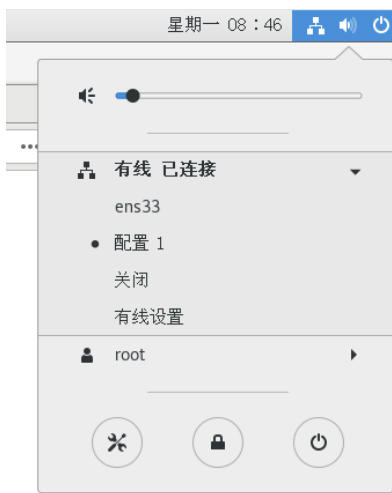 星期一 08：46
有线 已连接
ens33
配置 1
关闭
有线设置
root